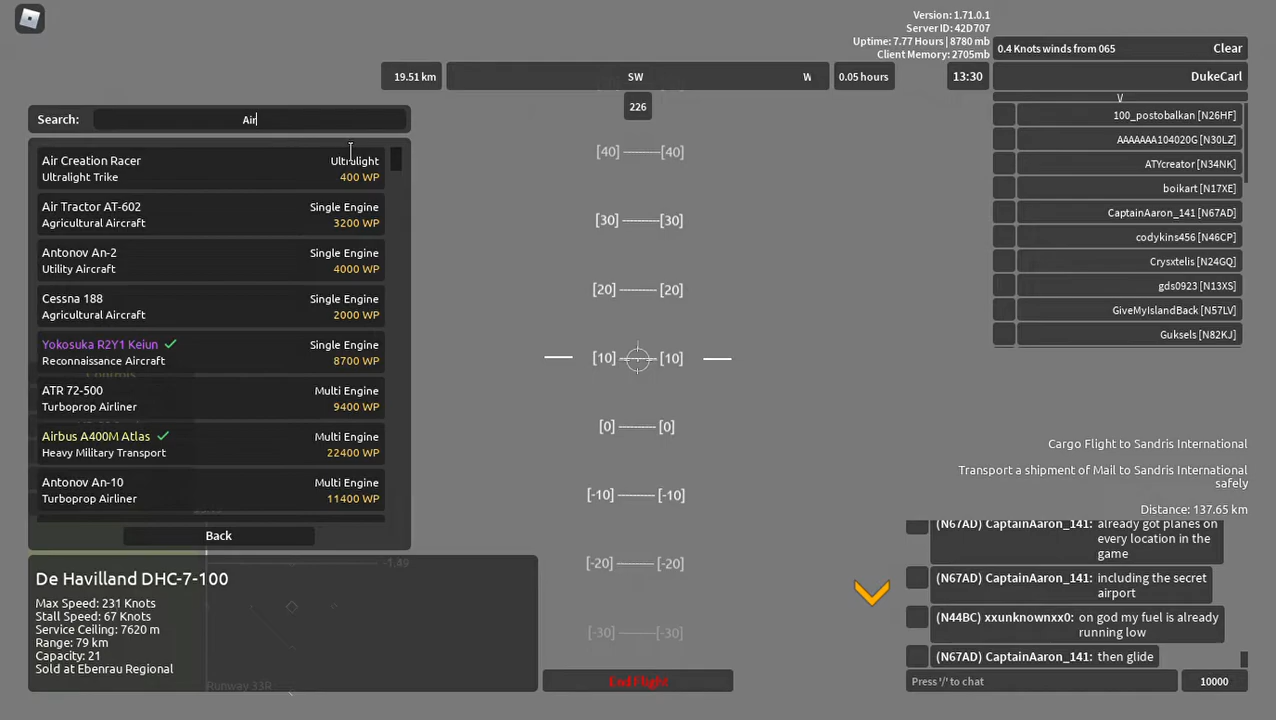 Version: 1.71.0.1
Server ID: 42D707
Uptime: 7.77 Hours | 8780 mb
Client Memory: 2705mb
0.4 Knots winds from 065 Clear
19.51 km
SW W
0.05 hours
13:30
DukeCarl
226
V
Search: Air
Air Creation Racer Ultralight
Ultralight Trike 400 WP
Air Tractor AT-602 Single Engine
Agricultural Aircraft 3200 WP
Antonov An-2 Single Engine
Utility Aircraft 4000 WP
Cessna 188 Single Engine
Agricultural Aircraft 2000 WP
Yokosuka R2Y1 Keiun Single Engine
Reconnaissance Aircraft 8700 WP
ATR 72-500 Multi Engine
Turboprop Airliner 9400 WP
Airbus A400M Atlas Multi Engine
Heavy Military Transport 22400 WP
Antonov An-10 Multi Engine
Turboprop Airliner 11400 WP
Back
De Havilland DHC-7-100
Max Speed: 231 Knots
Stall Speed: 67 Knots
Service Ceiling: 7620 m
Range: 79 km
Capacity: 21
Sold at Ebenrau Regional
-1.49
Runway 33R
[40] [40]
[30] [30]
[20] [20]
[10] [10]
[0] [0]
[-10] [-10]
[-20] [-20]
[-30] [-30]
End Flight
100_postobalkan [N26HF]
AAAAAAA104020G [N30LZ]
ATYcreator [N34NK]
boikart [N17XE]
CaptainAaron_141 [N67AD]
codykins456 [N46CP]
Crysxtelis [N24GQ]
gds0923 [N13XS]
GiveMyIslandBack [N57LV]
Guksels [N82KJ]
Cargo Flight to Sandris International
Transport a shipment of Mail to Sandris International
safely
Distance: 137.65 km
(N67AD) CaptainAaron_141: already got planes on
every location in the
game
(N67AD) CaptainAaron_141: including the secret
airport
(N44BC) xxunknownxx0: on god my fuel is already
running low
(N67AD) CaptainAaron_141: then glide
Press '/' to chat
10000